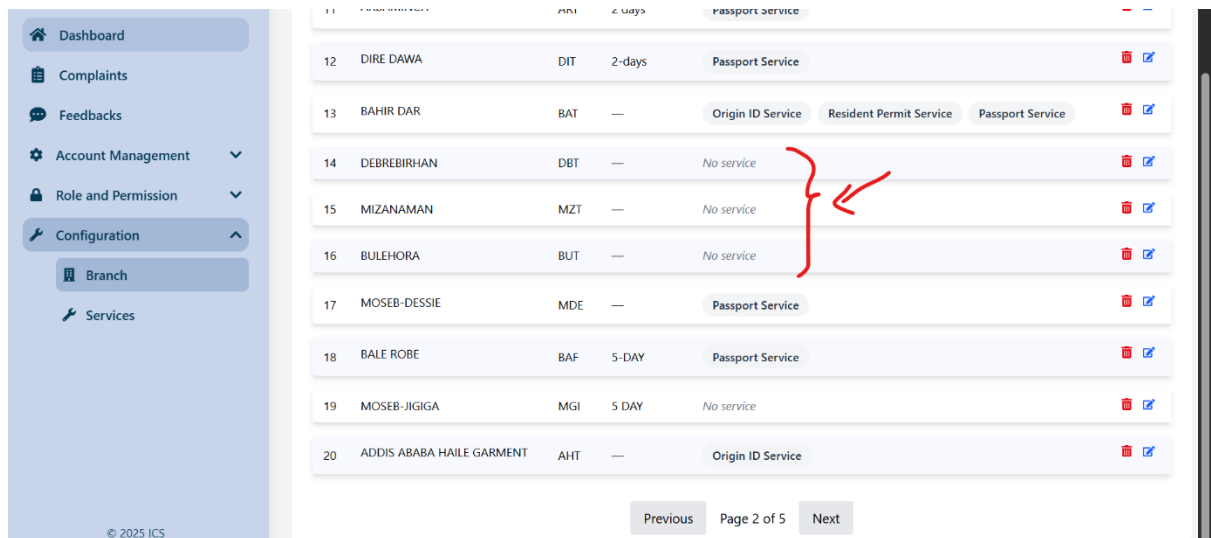 Dashboard
Complaints
Feedbacks
Account Management
Role and Permission
Configuration
Branch
Services
© 2025 ICS
11 2 days Passport Service
12 DIRE DAWA DIT 2-days Passport Service
13 BAHIR DAR BAT — Origin ID Service Resident Permit Service Passport Service
14 DEBREBIRHAN DBT — No service
15 MIZANAMAN MZT — No service
16 BULEHORA BUT — No service
17 MOSEB-DESSIE MDE — Passport Service
18 BALE ROBE BAF 5-DAY Passport Service
19 MOSEB-JIGIGA MGI 5 DAY No service
20 ADDIS ABABA HAILE GARMENT AHT — Origin ID Service
Previous Page 2 of 5 Next